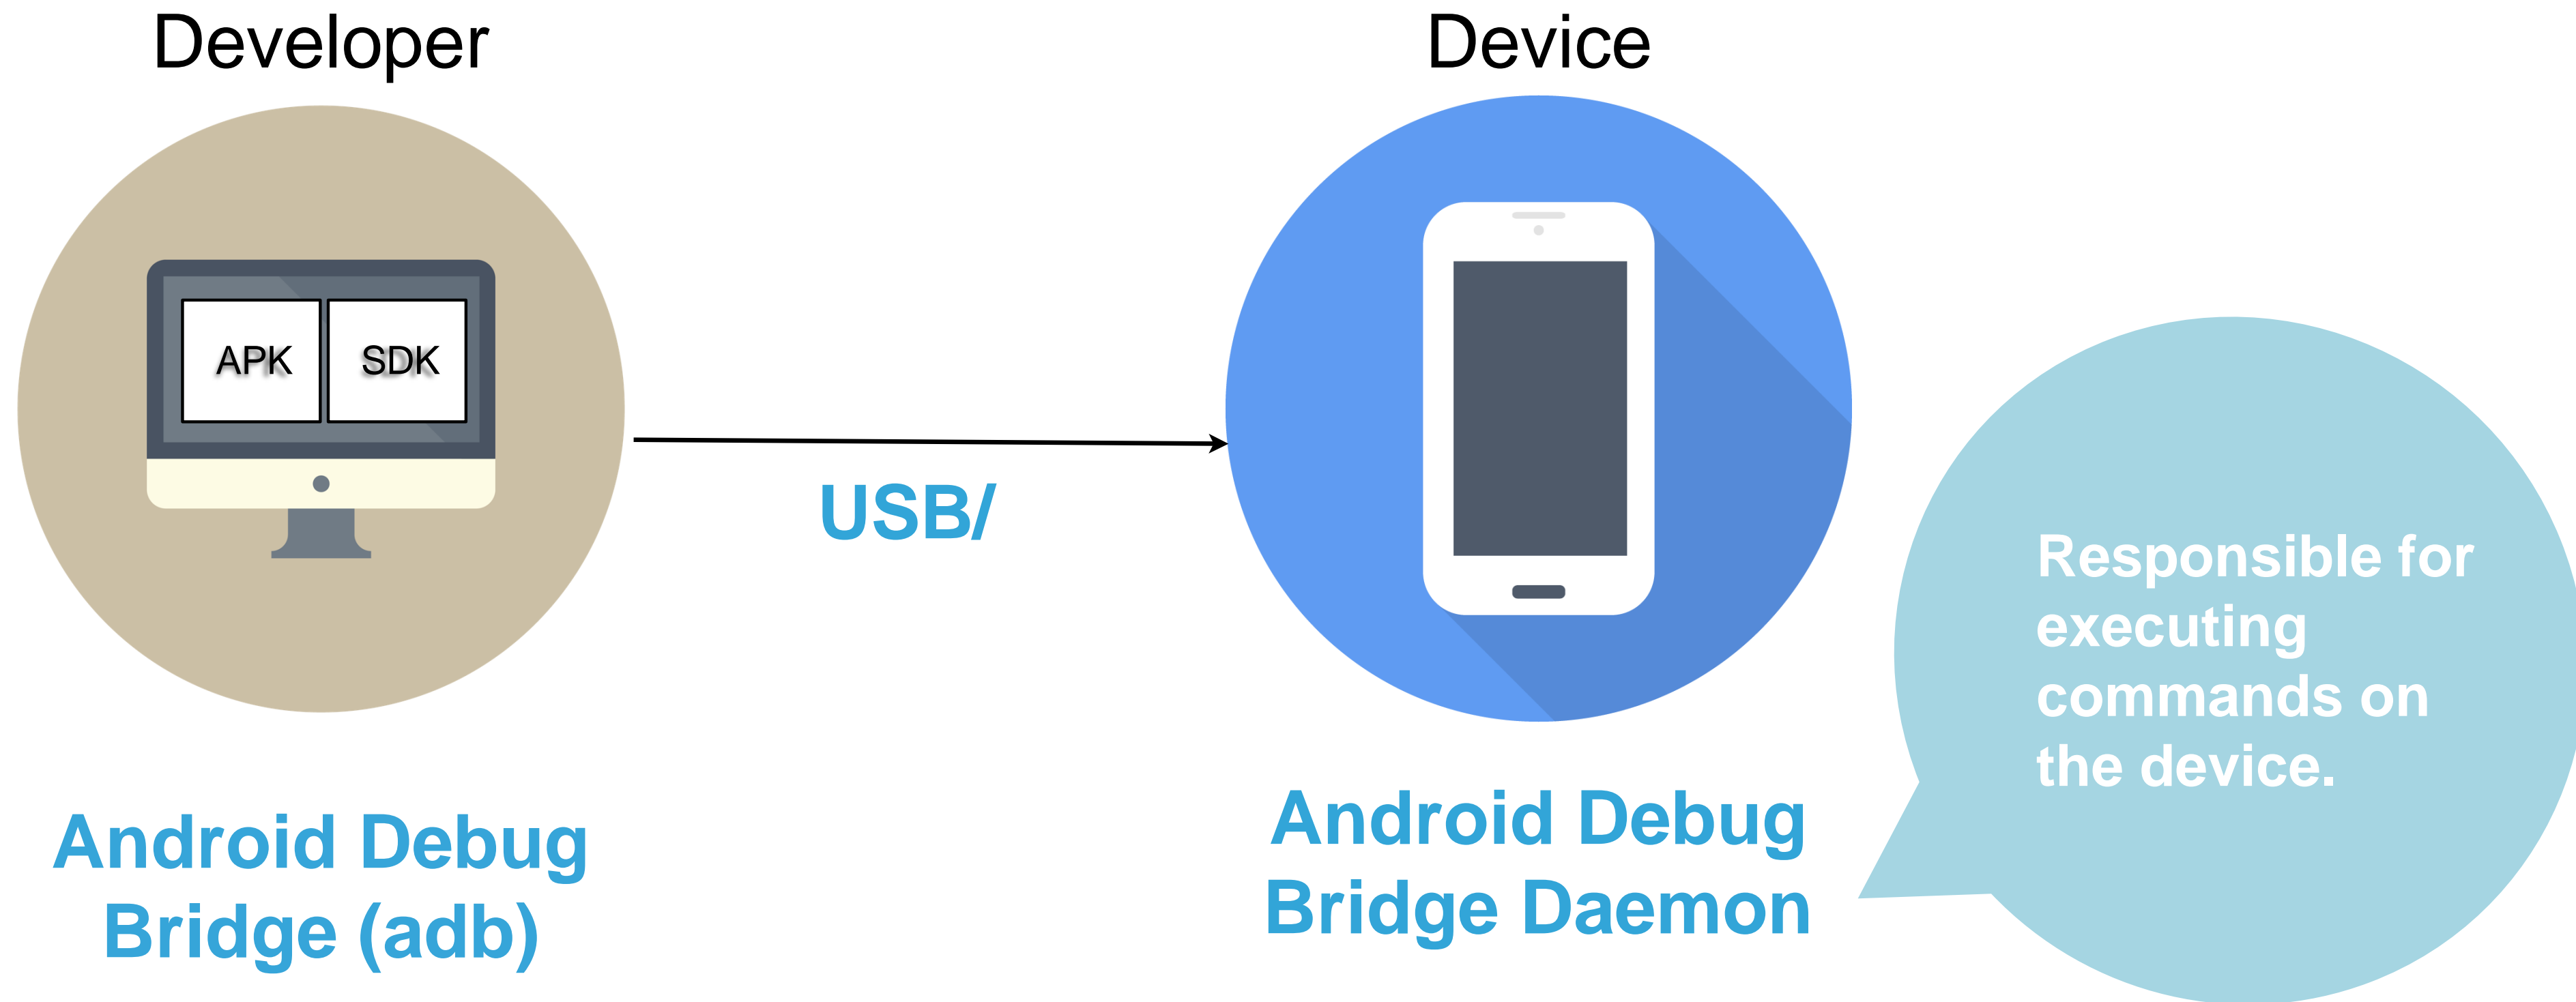 Developer
Device
APK
SDK
USB/
Responsible for
executing
commands on
the device.
Android Debug
Bridge (adb)
Android Debug
Bridge Daemon